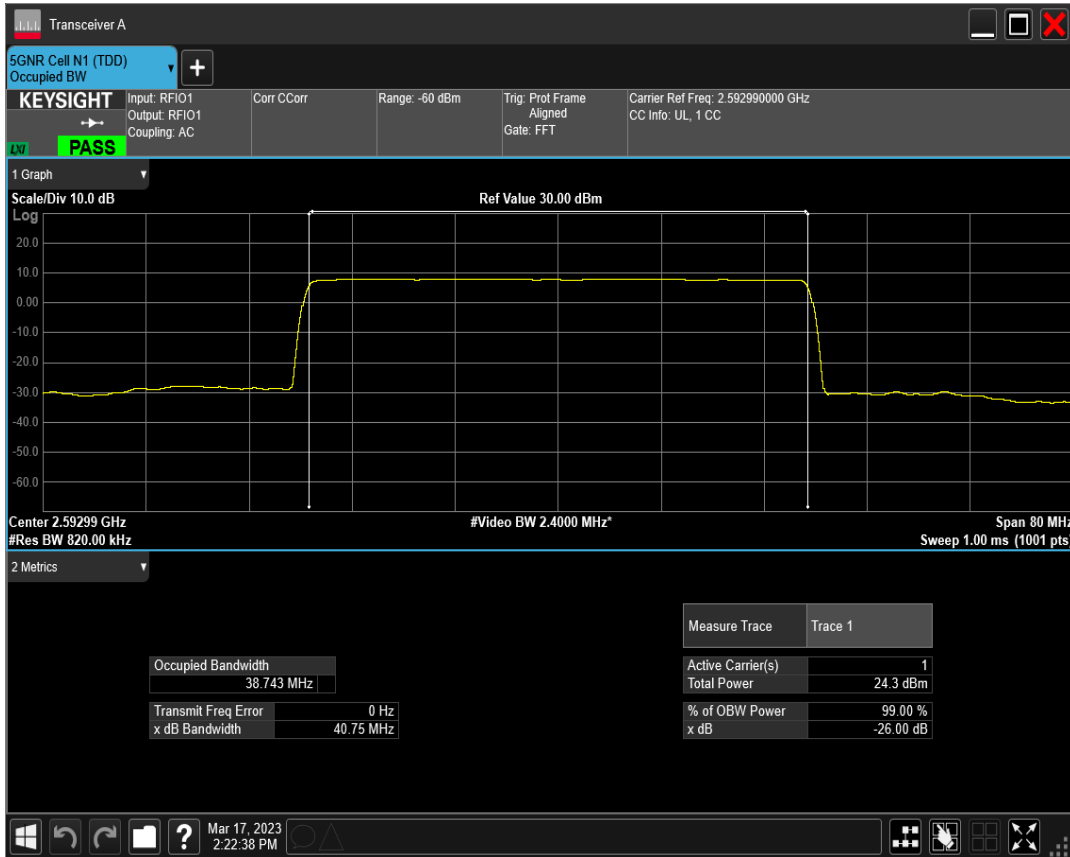 Transceiver A
5GNR Cell N1 (TDD)
Occupied BW
+
KEYSIGHT
LXI
PASS
Input: RFIO1
Output: RFIO1
Coupling: AC
Corr CCorr
Range: -60 dBm
Trig: Prot Frame
Aligned
Gate: FFT
Carrier Ref Freq: 2.592990000 GHz
CC Info: UL, 1 CC
1 Graph
Scale/Div 10.0 dB
Ref Value 30.00 dBm
Log
20.0
10.0
0.00
-10.0
-20.0
-30.0
-40.0
-50.0
-60.0
Center 2.59299 GHz
#Video BW 2.4000 MHz*
Span 80 MHz
#Res BW 820.00 kHz
Sweep 1.00 ms (1001 pts)
2 Metrics
Measure Trace Trace 1
Occupied Bandwidth
38.743 MHz
Active Carrier(s) 1
Total Power 24.3 dBm
Transmit Freq Error 0 Hz
x dB Bandwidth 40.75 MHz
% of OBW Power 99.00 %
x dB -26.00 dB
?
Mar 17, 2023
2:22:38 PM